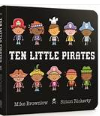 TEN LITTLE PIRATES
Mike Brownlow
Simon Rickerty